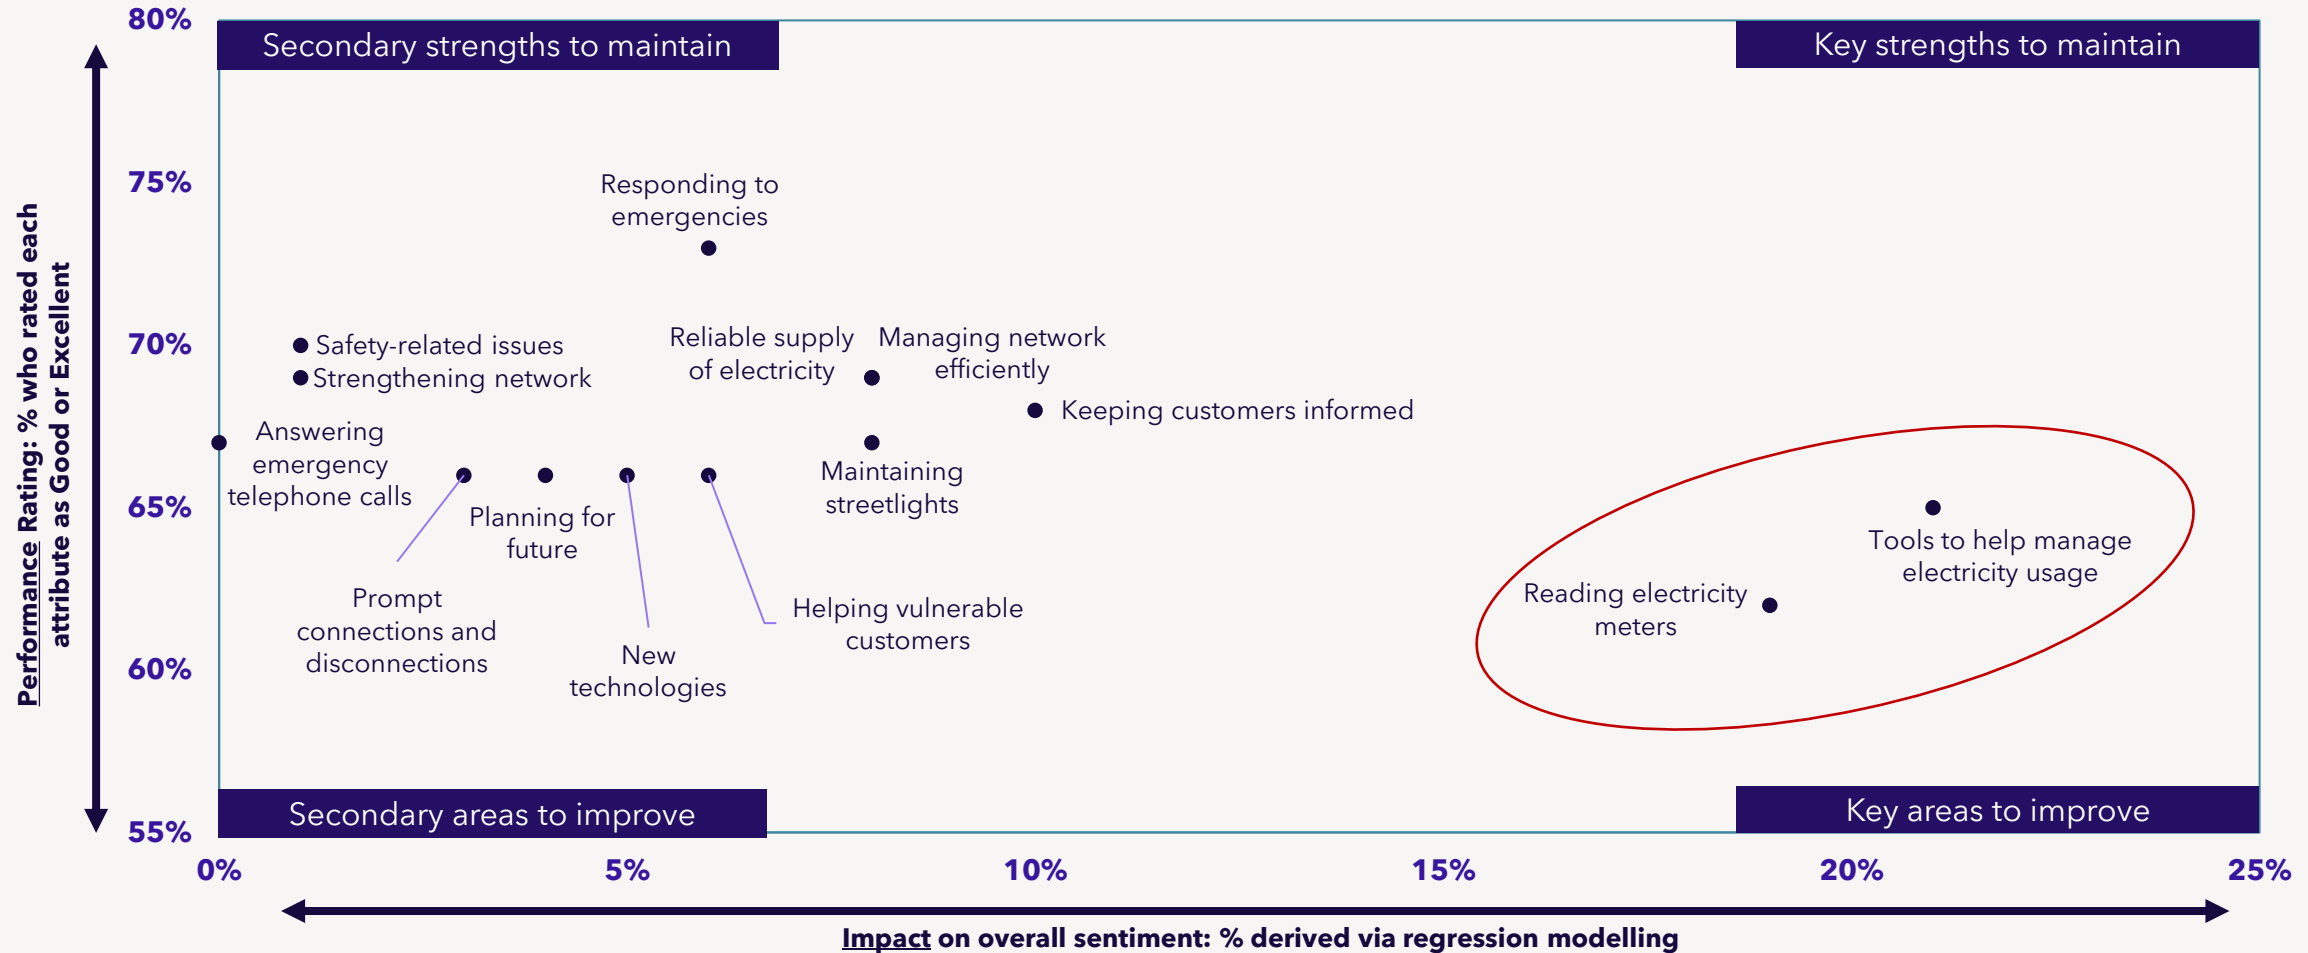 80%
Secondary strengths to maintain
Key strengths to maintain
75%
Responding to
emergencies
70%
Safety-related issues
Strengthening network
Reliable supply
of electricity
Managing network
efficiently
Keeping customers informed
Answering
emergency
telephone calls
Maintaining
streetlights
65%
Planning for
future
Tools to help manage
electricity usage
Prompt
connections and
disconnections
Helping vulnerable
customers
Reading electricity
meters
60%
New
technologies
Secondary areas to improve
Key areas to improve
55%
0%
5%
10%
15%
20%
25%
Performance Rating: % who rated each
attribute as Good or Excellent
Impact on overall sentiment: % derived via regression modelling